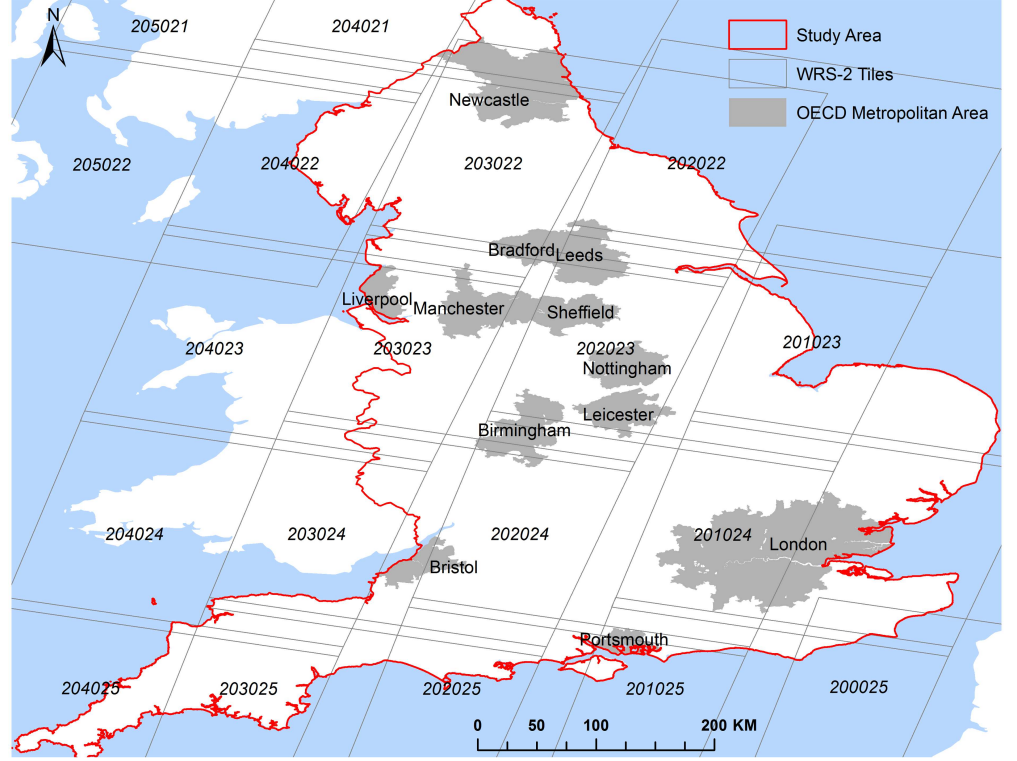 N
205021
204021
Study Area
WRS-2 Tiles
OECD Metropolitan Area
Newcastle
205022
204022
203022
202022
Bradford
Leeds
Liverpool
Manchester
Sheffield
204023
203023
202023
201023
Nottingham
Leicester
Birmingham
204024
203024
202024
201024
London
Bristol
Portsmouth
204025
203025
202025
201025
200025
0 50 100 200 KM